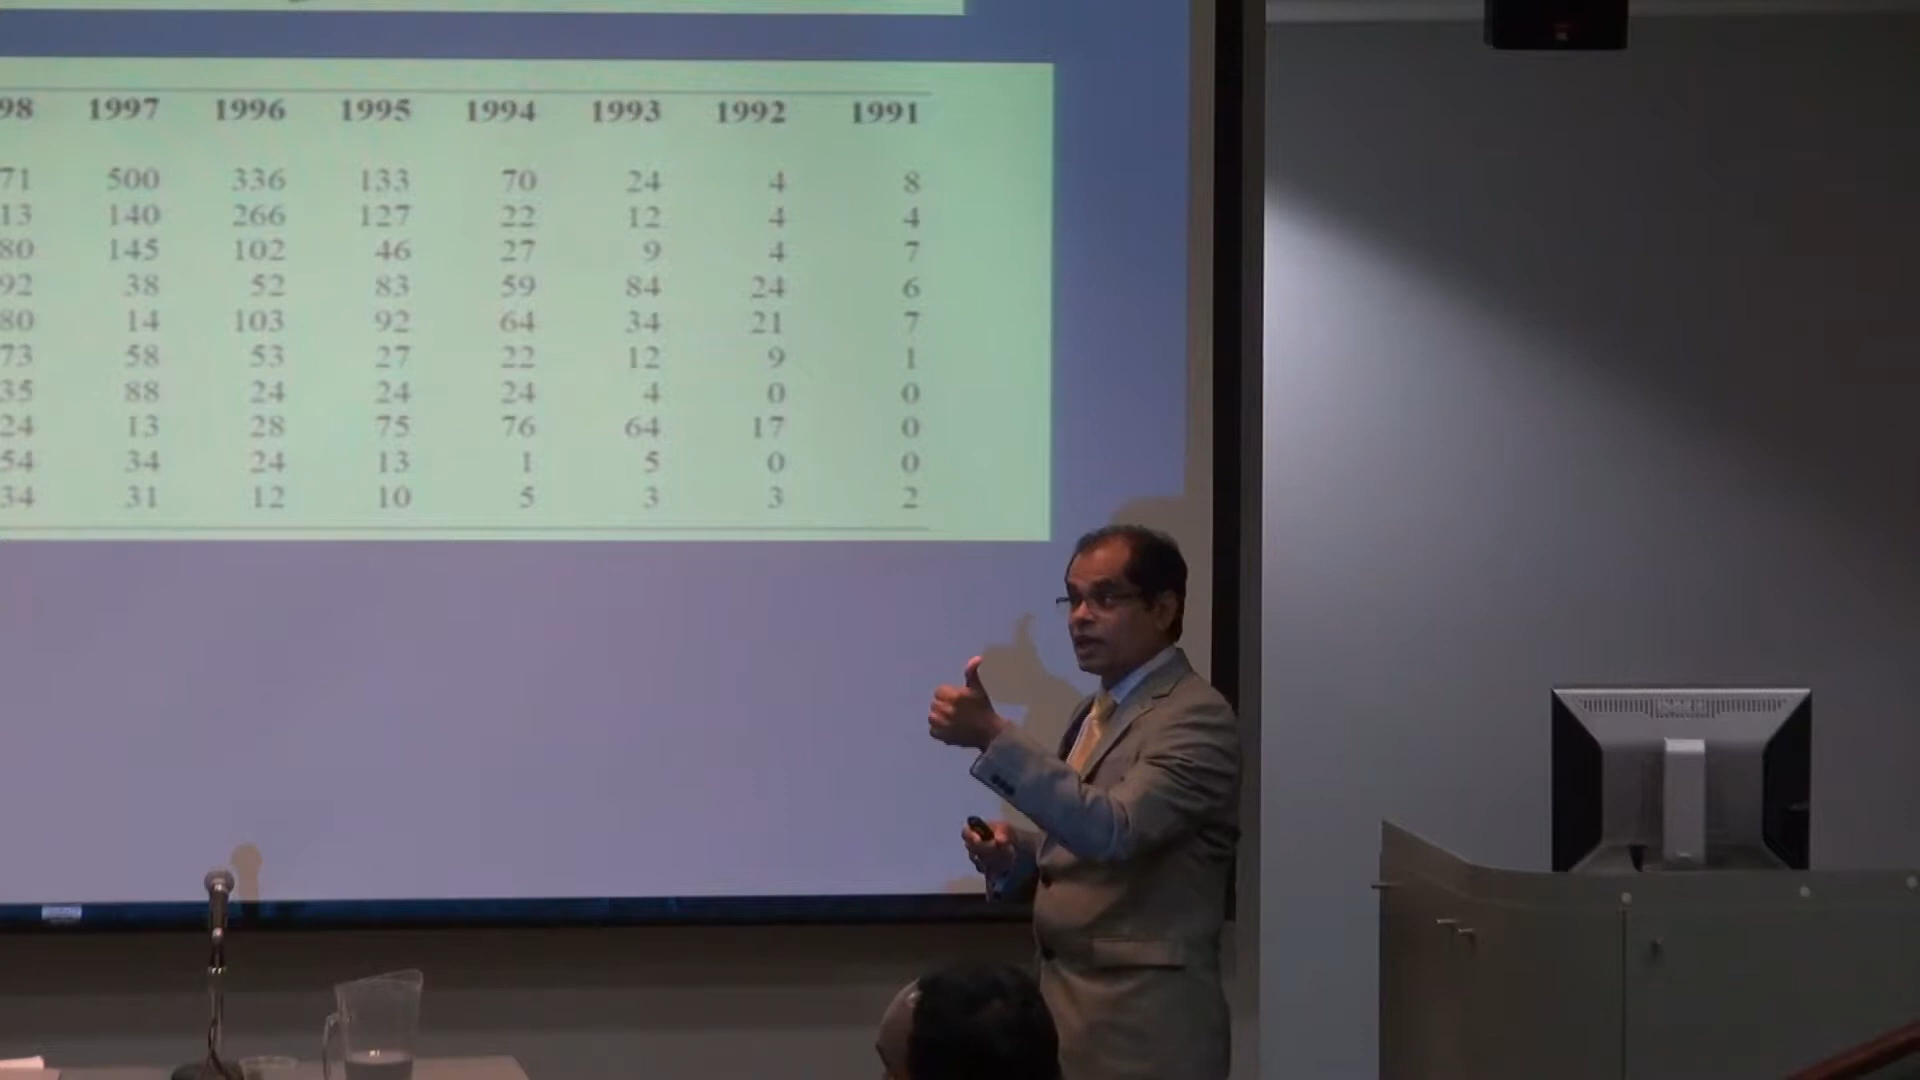 98 1997 1996 1995 1994 1993 1992 1991
71 500 336 133 70 24 4 8
13 140 266 127 22 12 4 4
80 145 102 46 27 9 4 7
92 38 52 83 59 84 24 6
80 14 103 92 64 34 21 7
73 58 53 27 22 12 9 1
35 88 24 24 24 4 0 0
24 13 28 75 76 64 17 0
54 34 24 13 1 5 0 0
34 31 12 10 5 3 3 2